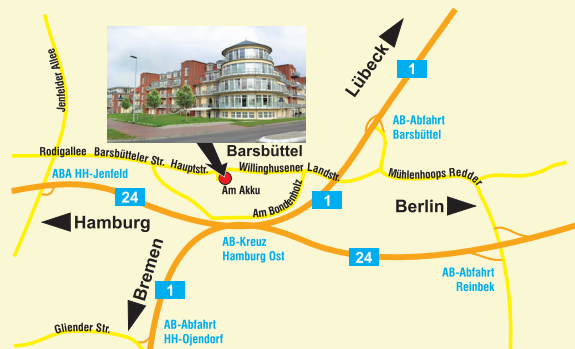 Lübeck
1
Jenfelder Allee
AB-Abfahrt
Barsbüttel
Barsbüttel
Rodigallee Barsbütteler Str. Hauptstr. Willinghusener Landstr. Mühlenhoops Redder
ABA HH-Jenfeld
Am Akku
24
1
Am Bondenholz
Berlin
Hamburg
AB-Kreuz
Hamburg Ost
24
Bremen
1
AB-Abfahrt
Reinbek
Gliender Str.
AB-Abfahrt
HH-Ojendorf